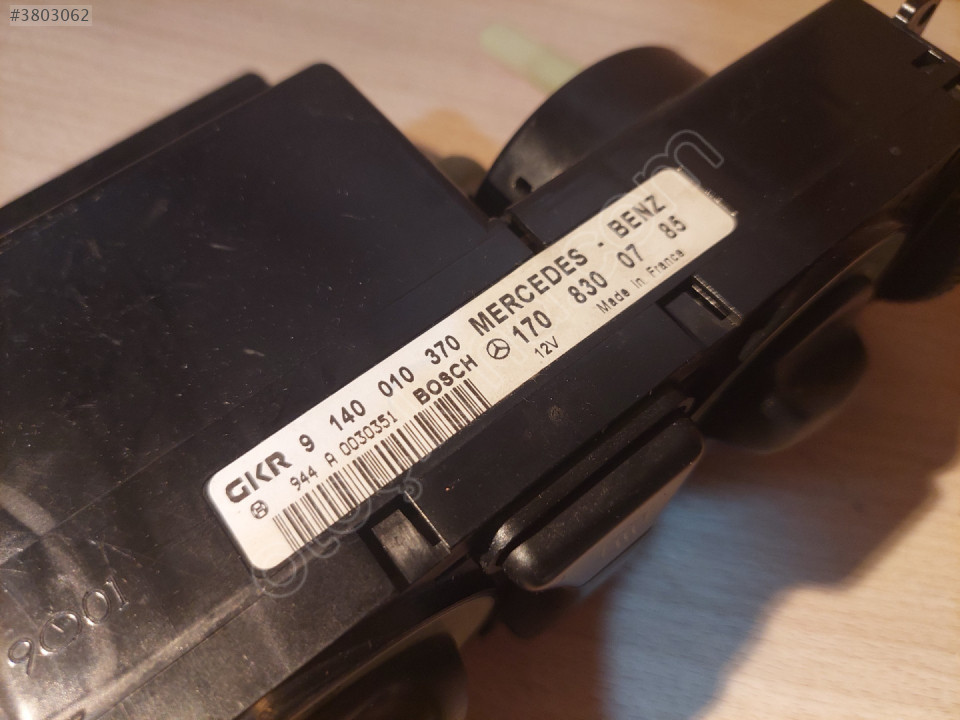 #3803062
GKR 9 140 010 370 MERCEDES - BENZ
944 A 0030351 BOSCH 170 830 07 85
12V Made in France
9001